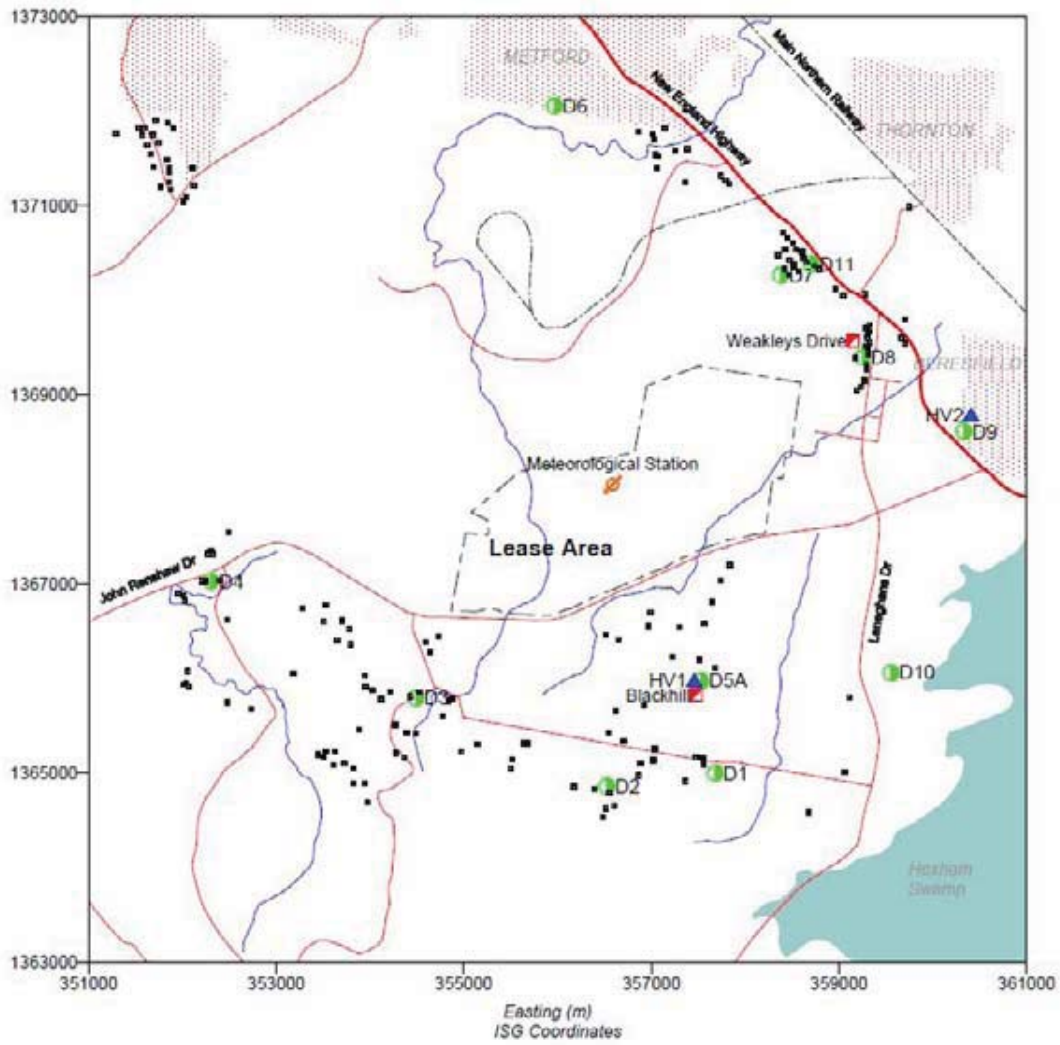 1373000
METFORD
Main Northern Railway
New England Highway
D6
THORNTON
1371000
D11
D7
Weakleys Drive
D8
BERESFIELD
1369000
HV2
D9
Meteorological Station
Lease Area
John Renshaw Dr
1367000
D4
Lenaghans Dr
D10
HV1
D5A
Blackhill
D3
1365000
D1
D2
Hexham
Swamp
1363000
351000
353000
355000
357000
359000
361000
Easting (m)
ISG Coordinates